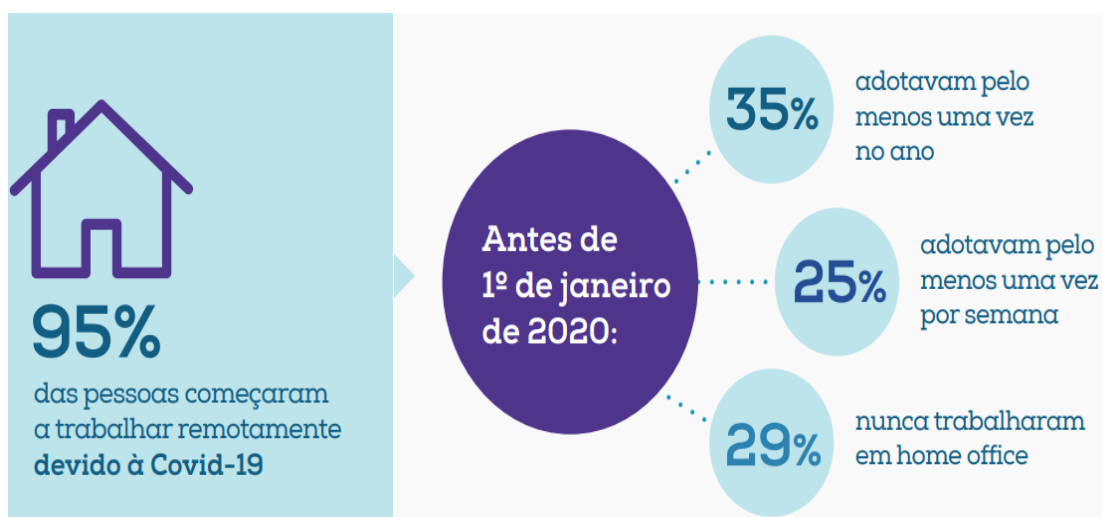 95%
das pessoas começaram
a trabalhar remotamente
devido à Covid-19
Antes de
1º de janeiro
de 2020:
35%
adotavam pelo
menos uma vez
no ano
25%
adotavam pelo
menos uma vez
por semana
29%
nunca trabalharam
em home office